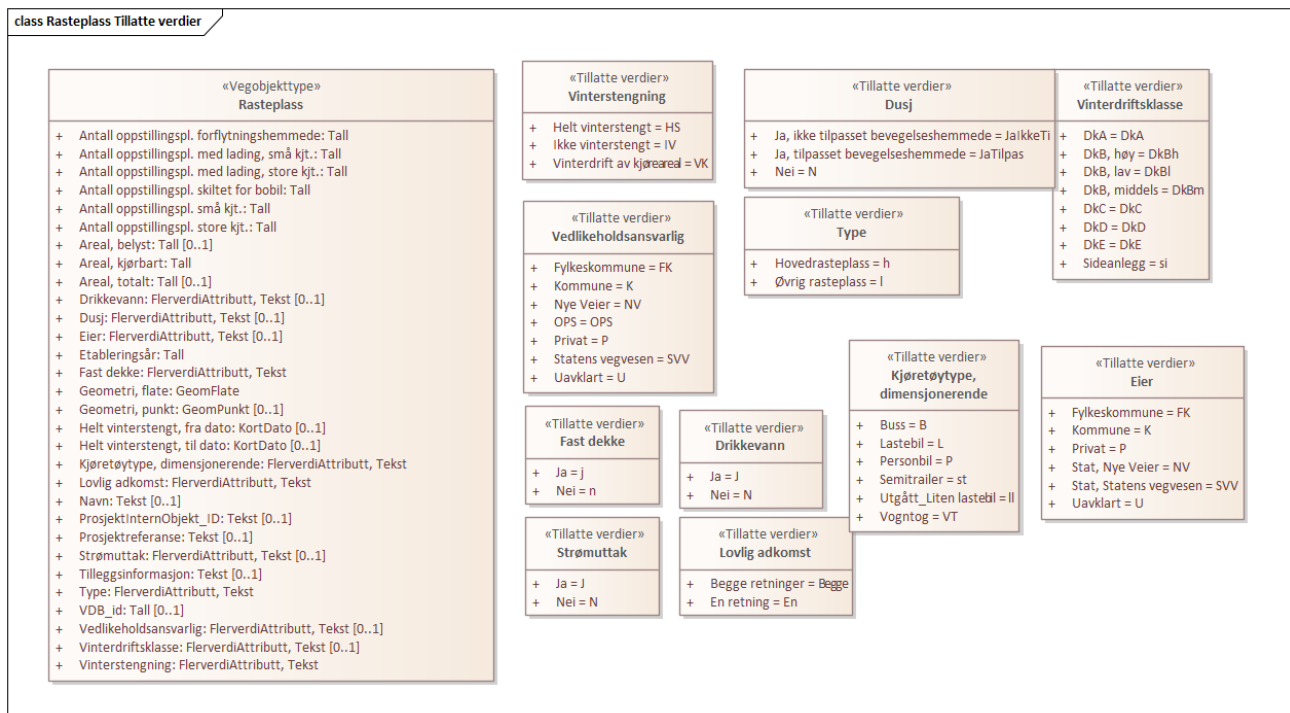 class Rasteplass Tillatte verdier
«Vegobjekttype»
Rasteplass
+ Antall oppstillingspl. forflytningshemmede: Tall
+ Antall oppstillingspl. med lading, små kjt.: Tall
+ Antall oppstillingspl. med lading, store kjt.: Tall
+ Antall oppstillingspl. skiltet for bobil: Tall
+ Antall oppstillingspl. små kjt.: Tall
+ Antall oppstillingspl. store kjt.: Tall
+ Areal, belyst: Tall [0..1]
+ Areal, kjørbart: Tall
+ Areal, totalt: Tall [0..1]
+ Drikkevann: FlerverdiAttributt, Tekst [0..1]
+ Dusj: FlerverdiAttributt, Tekst [0..1]
+ Eier: FlerverdiAttributt, Tekst [0..1]
+ Etableringsår: Tall
+ Fast dekke: FlerverdiAttributt, Tekst
+ Geometri, flate: GeomFlate
+ Geometri, punkt: GeomPunkt [0..1]
+ Helt vinterstengt, fra dato: KortDato [0..1]
+ Helt vinterstengt, til dato: KortDato [0..1]
+ Kjøretøytype, dimensjonerende: FlerverdiAttributt, Tekst
+ Lovlig adkomst: FlerverdiAttributt, Tekst
+ Navn: Tekst [0..1]
+ ProsjektInternObjekt_ID: Tekst [0..1]
+ Prosjektreferanse: Tekst [0..1]
+ Strømuttak: FlerverdiAttributt, Tekst [0..1]
+ Tilleggsinformasjon: Tekst [0..1]
+ Type: FlerverdiAttributt, Tekst
+ VDB_id: Tall [0..1]
+ Vedlikeholdsansvarlig: FlerverdiAttributt, Tekst [0..1]
+ Vinterdriftsklasse: FlerverdiAttributt, Tekst [0..1]
+ Vinterstengning: FlerverdiAttributt, Tekst
«Tillatte verdier»
Vinterstengning
+ Helt vinterstengt = HS
+ Ikke vinterstengt = IV
+ Vinterdrift av kjøreareal = VK
«Tillatte verdier»
Dusj
+ Ja, ikke tilpasset bevegelseshemmede = JaIkkeTi
+ Ja, tilpasset bevegelseshemmede = JaTilpas
+ Nei = N
«Tillatte verdier»
Vinterdriftsklasse
+ DkA = DkA
+ DkB, høy = DkBh
+ DkB, lav = DkBl
+ DkB, middels = DkBm
+ DkC = DkC
+ DkD = DkD
+ DkE = DkE
+ Sideanlegg = si
«Tillatte verdier»
Vedlikeholdsansvarlig
+ Fylkeskommune = FK
+ Kommune = K
+ Nye Veier = NV
+ OPS = OPS
+ Privat = P
+ Statens vegvesen = SVV
+ Uavklart = U
«Tillatte verdier»
Type
+ Hovedrasteplass = h
+ Øvrig rasteplass = l
«Tillatte verdier»
Kjøretøytype,
dimensjonerende
+ Buss = B
+ Lastebil = L
+ Personbil = P
+ Semitrailer = st
+ Utgått_Liten lastebil = ll
+ Vogntog = VT
«Tillatte verdier»
Eier
+ Fylkeskommune = FK
+ Kommune = K
+ Privat = P
+ Stat, Nye Veier = NV
+ Stat, Statens vegvesen = SVV
+ Uavklart = U
«Tillatte verdier»
Fast dekke
+ Ja = j
+ Nei = n
«Tillatte verdier»
Drikkevann
+ Ja = J
+ Nei = N
«Tillatte verdier»
Strømuttak
+ Ja = J
+ Nei = N
«Tillatte verdier»
Lovlig adkomst
+ Begge retninger = Begge
+ En retning = En